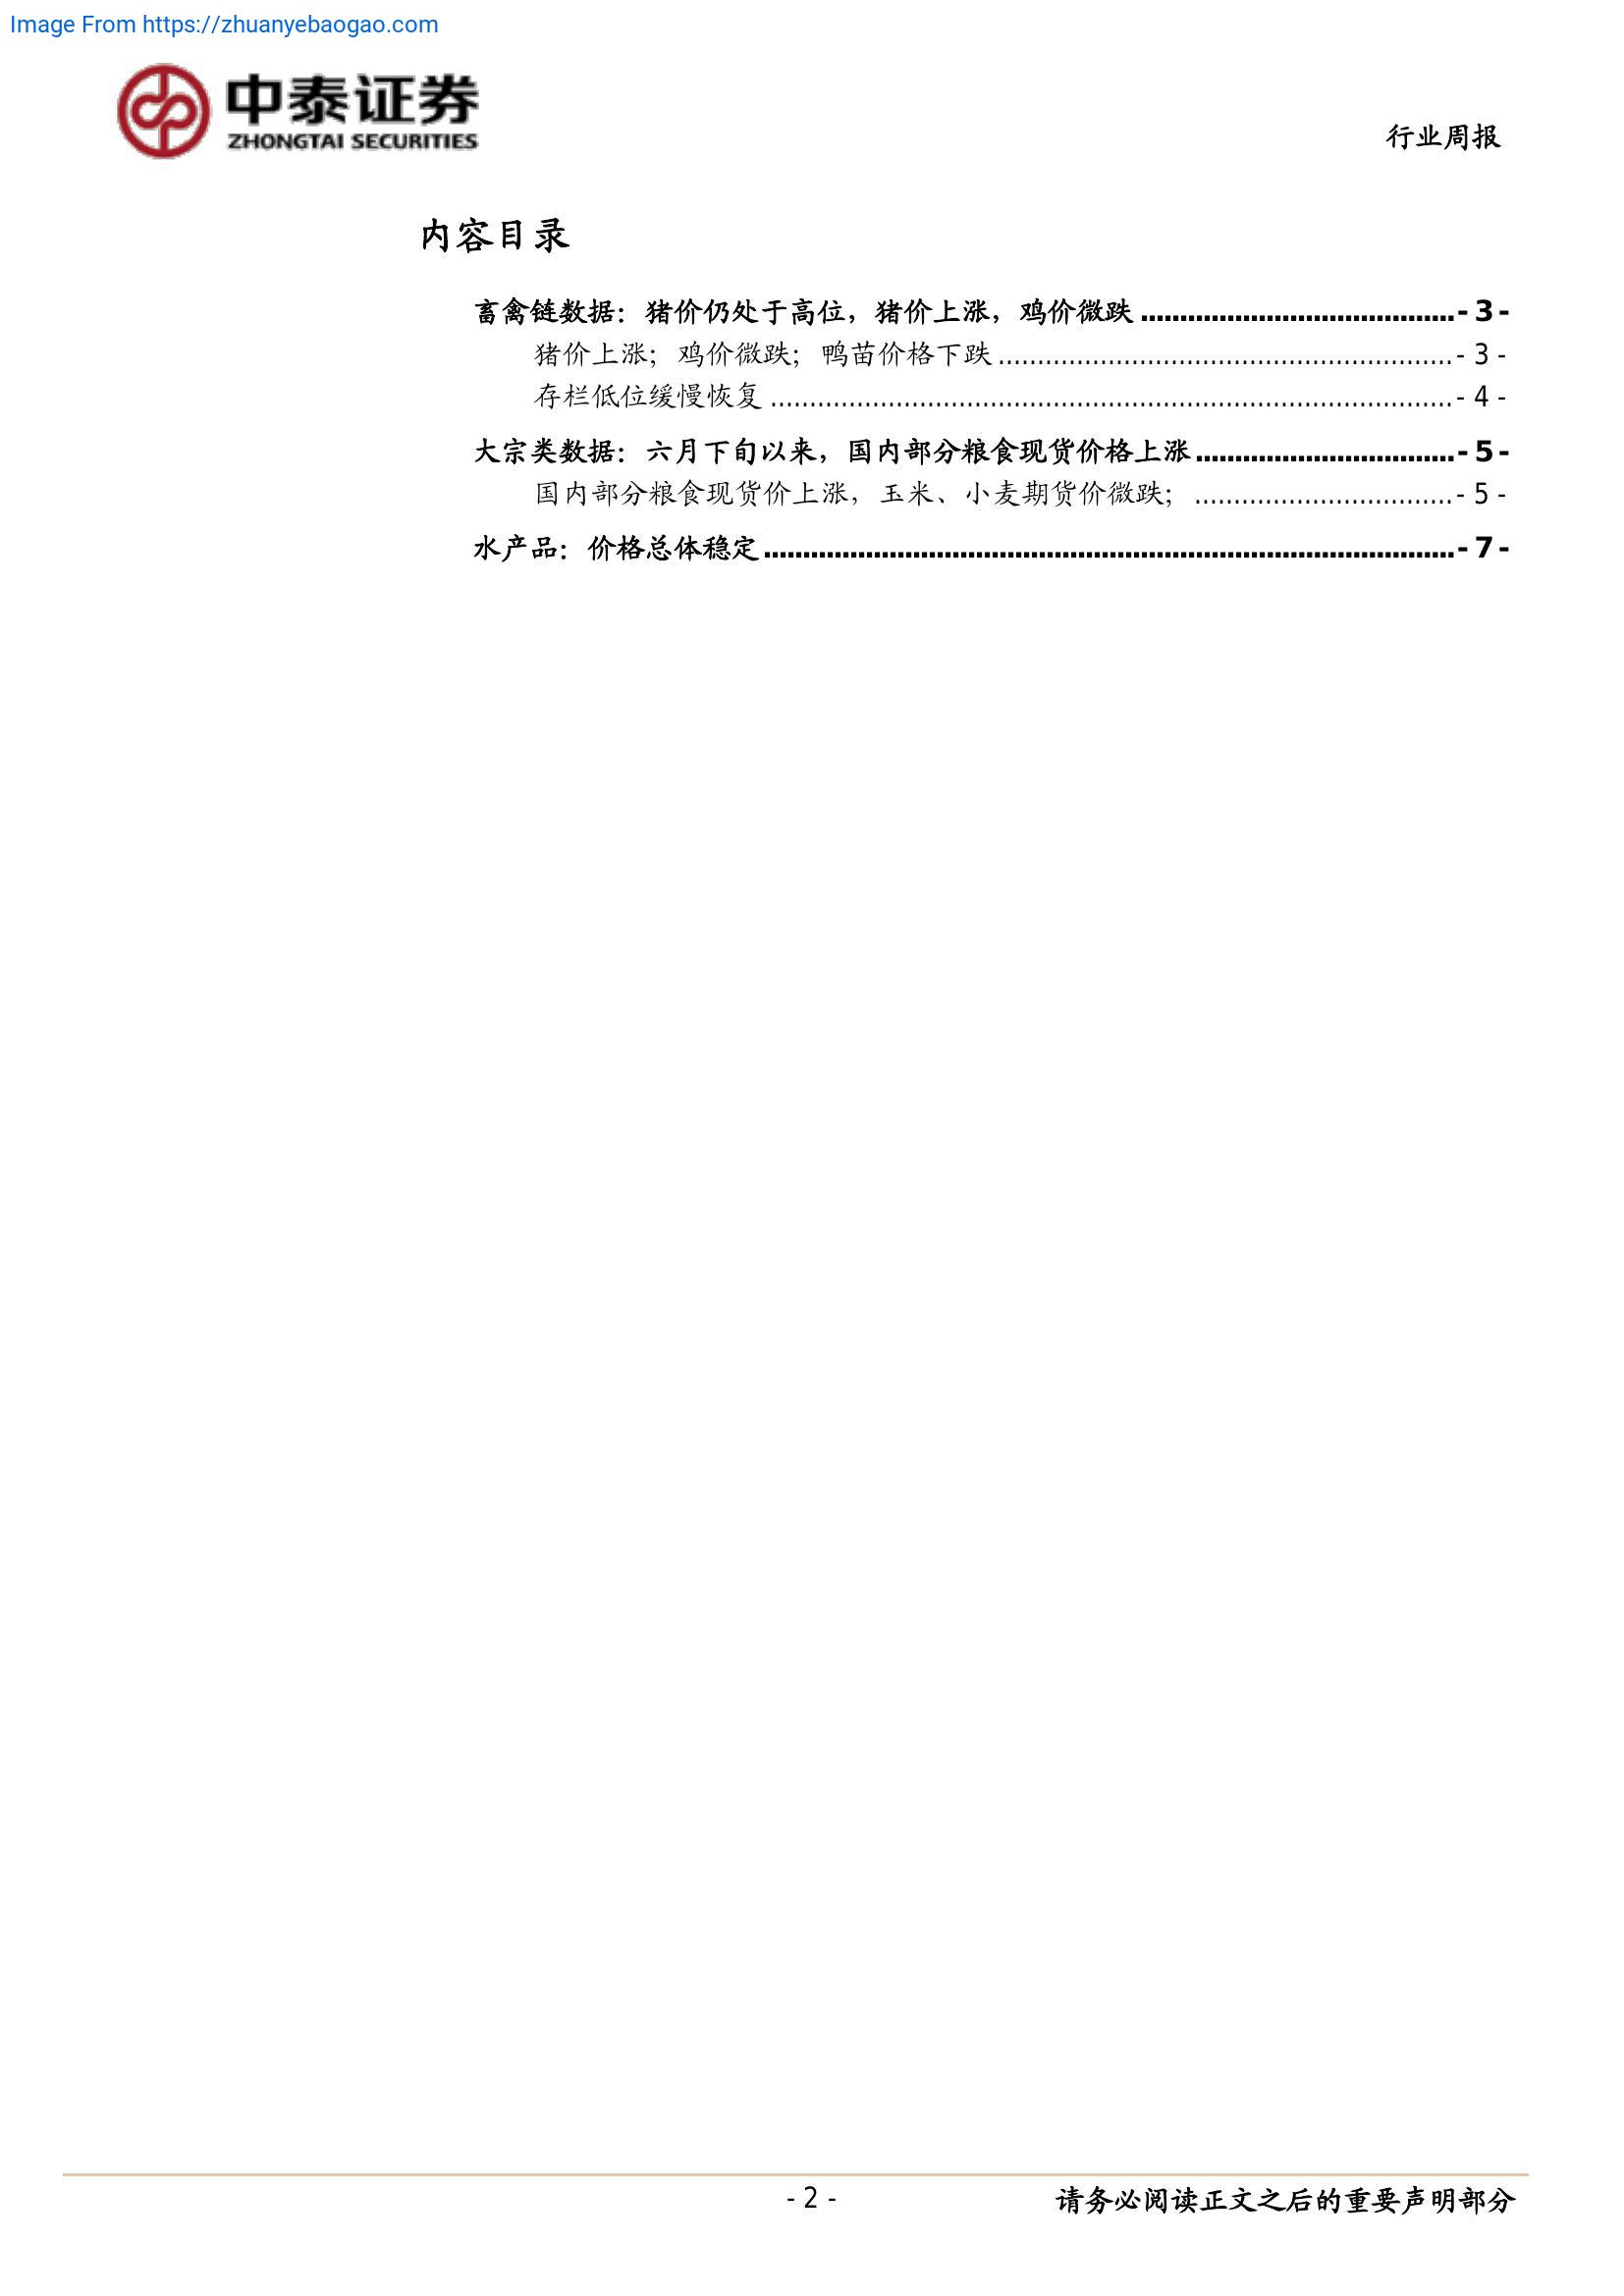 Image From https://zhuanyebaogao.com
中泰证券
ZHONGTAI SECURITIES
行业周报
内容目录
畜禽链数据：猪价仍处于高位，猪价上涨，鸡价微跌........................................- 3 -
猪价上涨；鸡价微跌；鸭苗价格下跌..........................................................- 3 -
存栏低位缓慢恢复.......................................................................................- 4 -
大宗类数据：六月下旬以来，国内部分粮食现货价格上涨.................................- 5 -
国内部分粮食现货价上涨，玉米、小麦期货价微跌；.................................- 5 -
水产品：价格总体稳定........................................................................................- 7 -
- 2 -
请务必阅读正文之后的重要声明部分